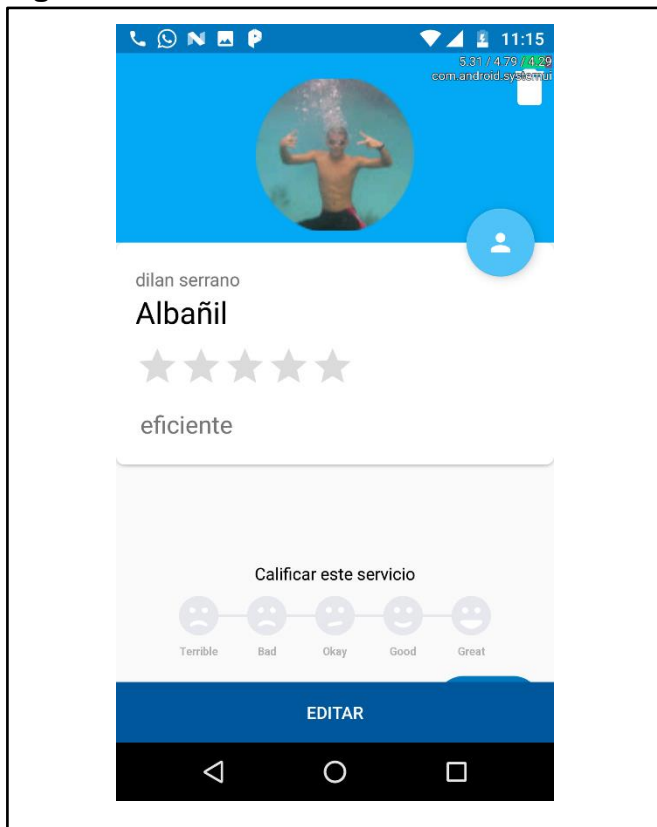 11:15
5.31 / 4.79 / 4.29
com.android.systemui
dilan serrano
Albañil
eficiente
Calificar este servicio
Terrible Bad Okay Good Great
EDITAR